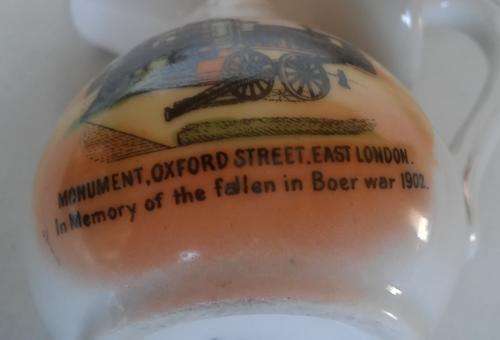 MONUMENT, OXFORD STREET, EAST LONDON.
In Memory of the fallen in Boer war 1902.